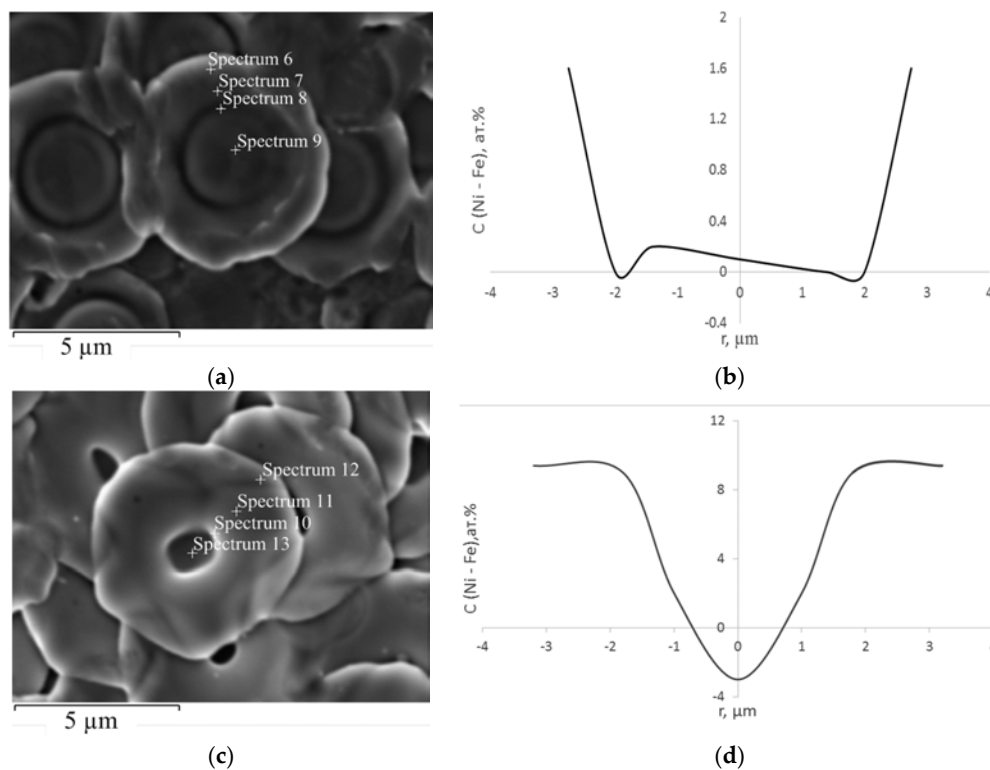 Spectrum 6
Spectrum 7
Spectrum 8
Spectrum 9
5 µm
(a)
2
1.6
1.2
0.8
0.4
0
-0.4
-4 -3 -2 -1 0 1 2 3 4
C (Ni - Fe), ат.%
r, µm
(b)
Spectrum 12
Spectrum 11
Spectrum 10
Spectrum 13
5 µm
(c)
12
9
8
4
0
-4
-4 -3 -2 -1 0 1 2 3 4
C (Ni - Fe),ат.%
r, µm
(d)